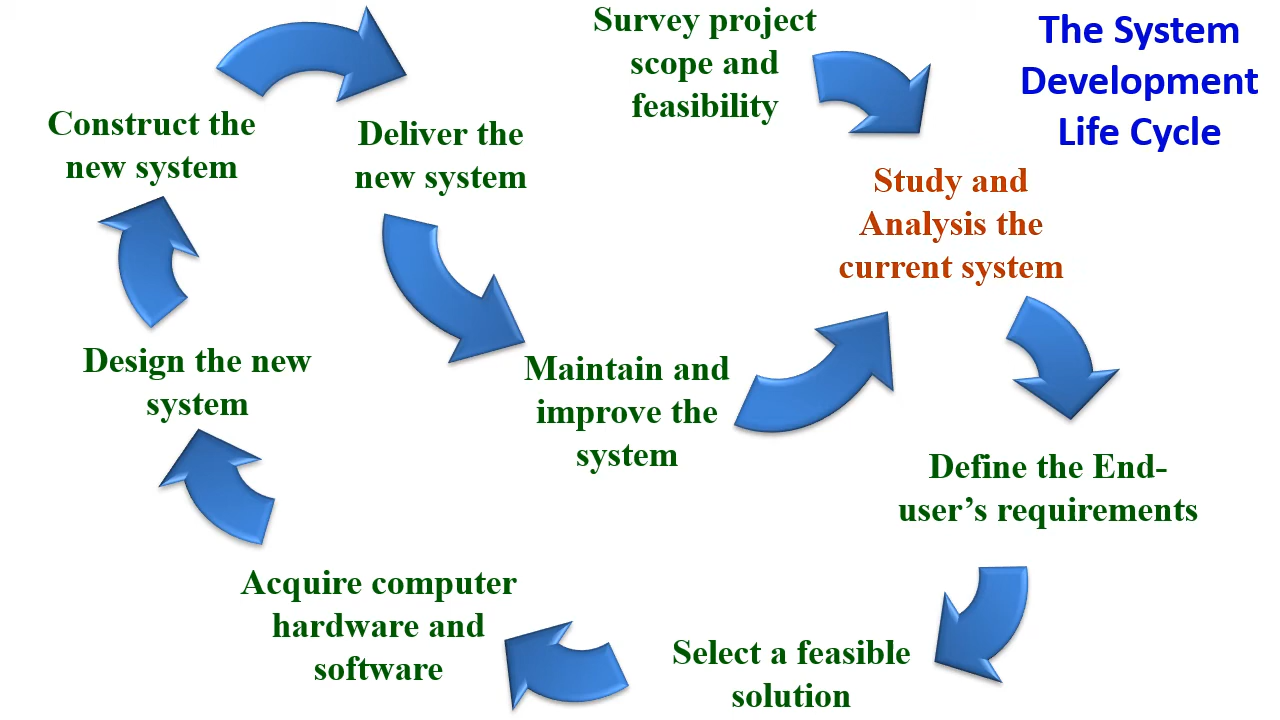 The System
Development
Life Cycle
Survey project
scope and
feasibility
Study and
Analysis the
current system
Define the End-
user’s requirements
Select a feasible
solution
Acquire computer
hardware and
software
Design the new
system
Construct the
new system
Deliver the
new system
Maintain and
improve the
system